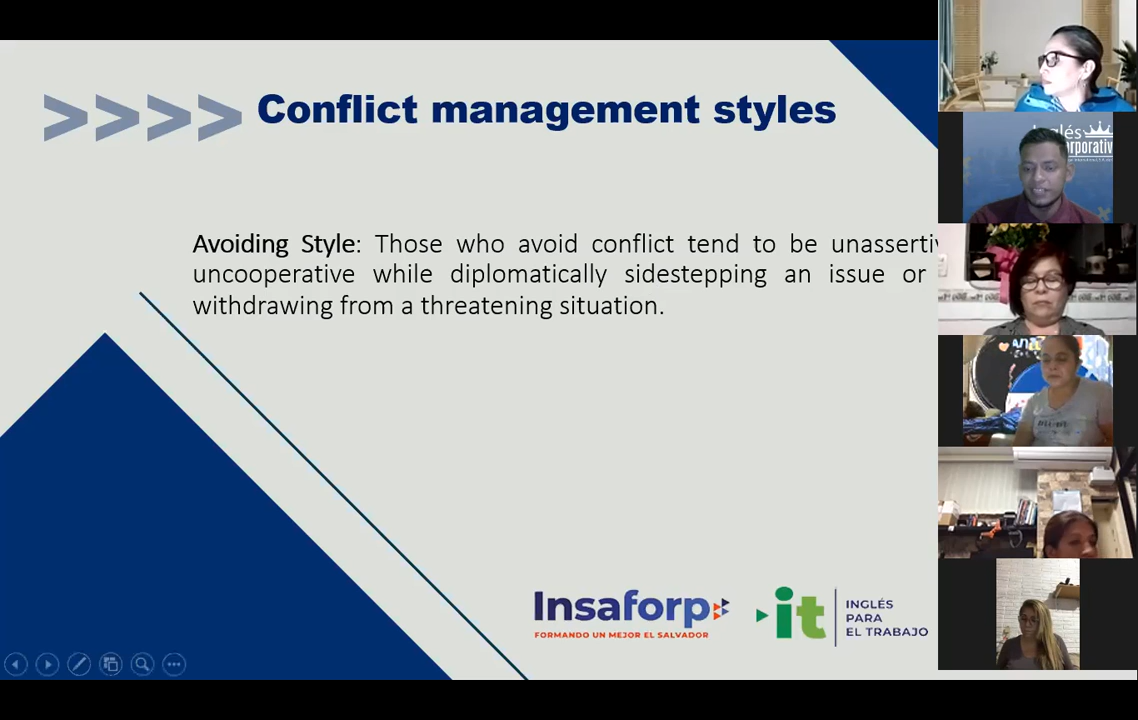 >>>> Conflict management styles
Avoiding Style: Those who avoid conflict tend to be
uncooperative while diplomatically sidestepping an issue or
withdrawing from a threatening situation.
Insaforp
FORMANDO UN MEJOR EL SALVADOR
it
INGLÉS
PARA
EL TRABAJO